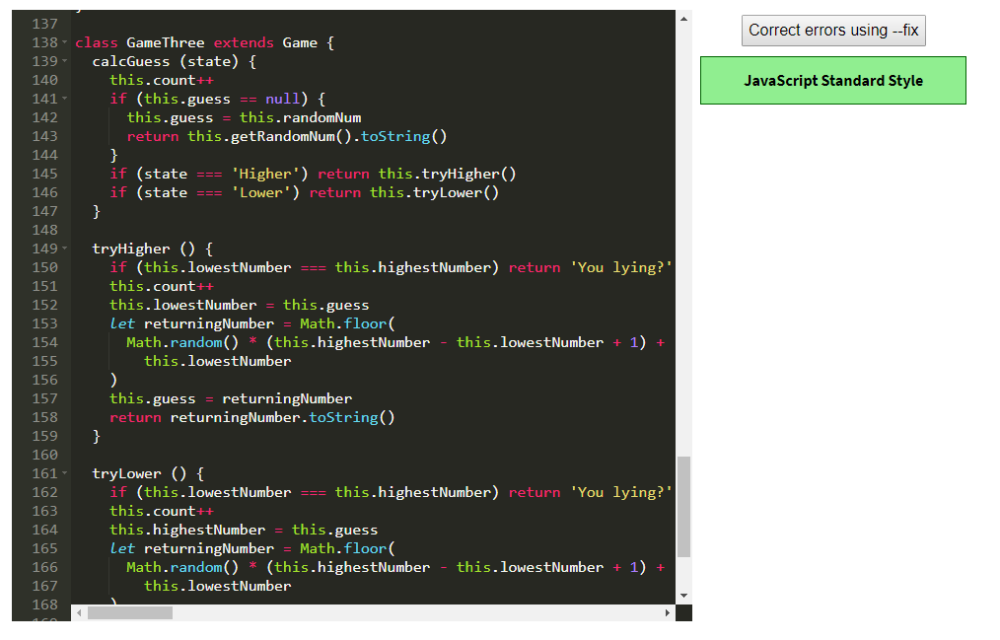 137
138 class GameThree extends Game {
139 calcGuess (state) {
140 this.count++
141 if (this.guess == null) {
142 this.guess = this.randomNum
143 return this.getRandomNum().toString()
144 }
145 if (state === 'Higher') return this.tryHigher()
146 if (state === 'Lower') return this.tryLower()
147 }
148
149 tryHigher () {
150 if (this.lowestNumber === this.highestNumber) return 'You lying?'
151 this.count++
152 this.lowestNumber = this.guess
153 let returningNumber = Math.floor(
154 Math.random() * (this.highestNumber - this.lowestNumber + 1) +
155 this.lowestNumber
156 )
157 this.guess = returningNumber
158 return returningNumber.toString()
159 }
160
161 tryLower () {
162 if (this.lowestNumber === this.highestNumber) return 'You lying?'
163 this.count++
164 this.highestNumber = this.guess
165 let returningNumber = Math.floor(
166 Math.random() * (this.highestNumber - this.lowestNumber + 1) +
167 this.lowestNumber
168 )
Correct errors using --fix
JavaScript Standard Style